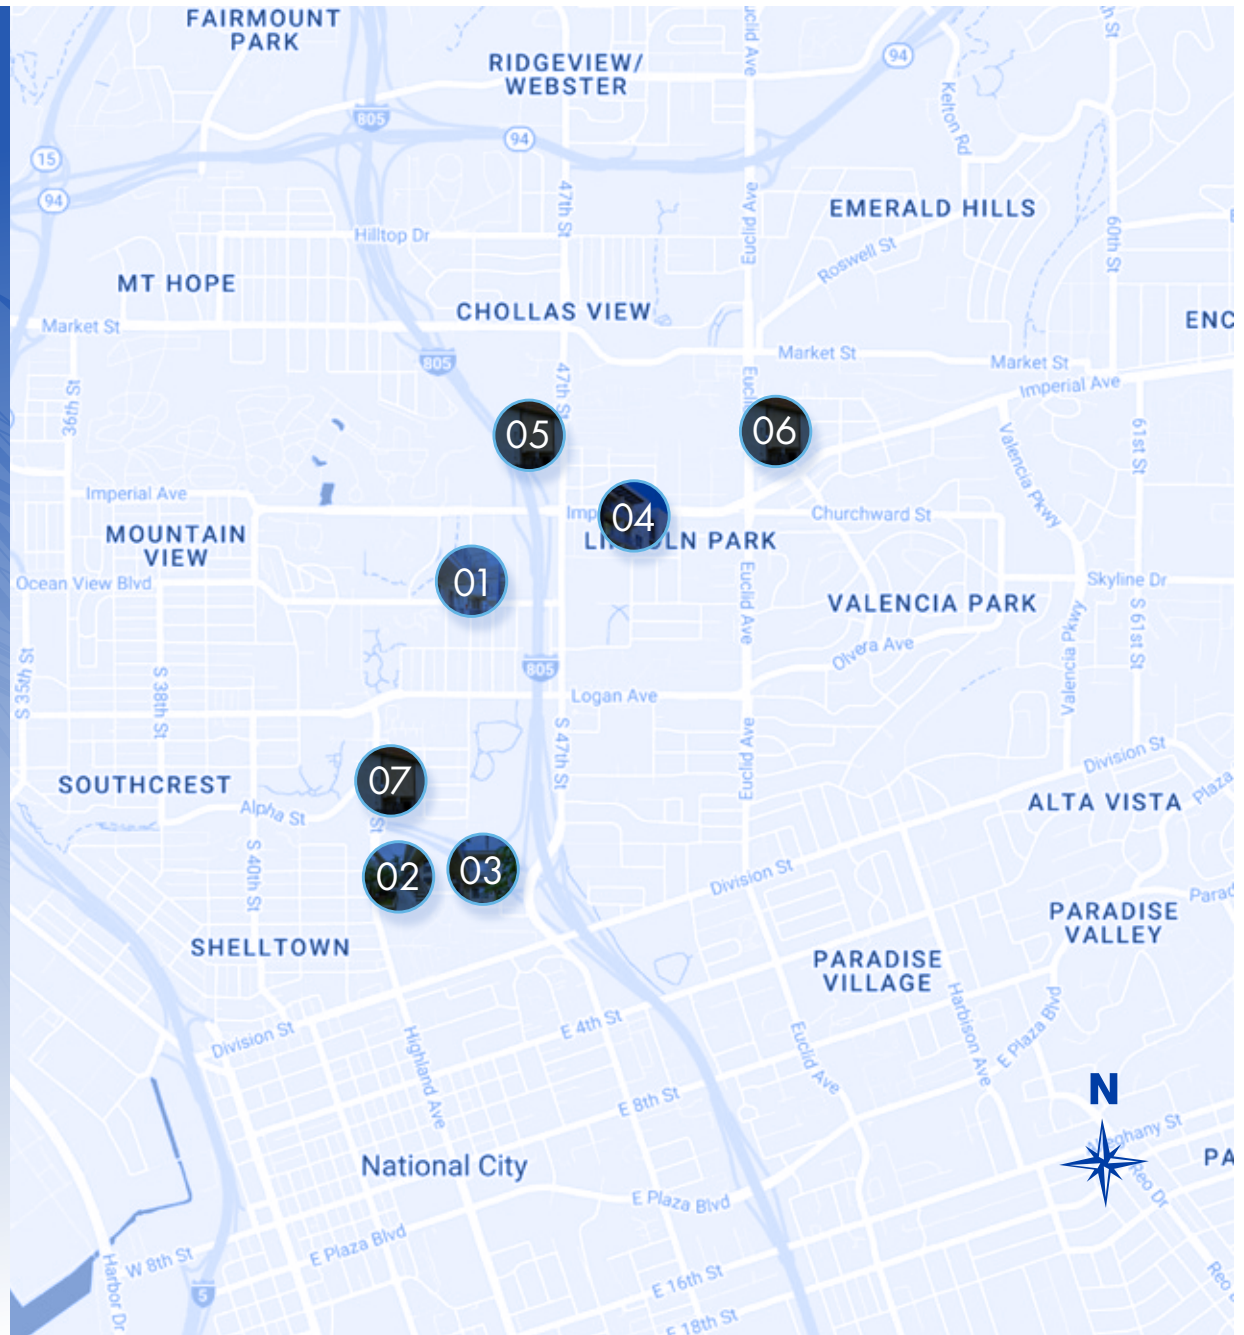 FAIRMOUNT
PARK
RIDGEVIEW/
WEBSTER
Euclid Ave
94
805
94
Kelton Rd
15
94
47th St
Euclid Ave
EMERALD HILLS
60th St
Hilltop Dr
Roswell St
MT HOPE
CHOLLAS VIEW
Market St
Market St
Market St
805
Imperial Ave
36th St
47th St
05
06
61st St
Valencia Pkwy
Imperial Ave
04
Churchward St
MOUNTAIN
VIEW
PARK
01
Ocean View Blvd
Skyline Dr
VALENCIA PARK
Euclid Ave
S 61st St
Olvera Ave
Valencia Pkwy
S 35th St
S 38th St
805
Logan Ave
S 47th St
Euclid Ave
Division St
SOUTHCREST
07
Alpha St
ALTA VISTA
Plaza
St
S 40th St
02
03
Division St
PARADISE
VALLEY
SHELLTOWN
PARADISE
VILLAGE
Harbison Ave
E Plaza Blvd
Division St
E 4th St
Highland Ave
Euclid Ave
N
E 8th St
National City
Reo Dr
E Plaza Blvd
E Plaza Blvd
W 8th St
Harbor Dr
5
E 16th St
E 18th St